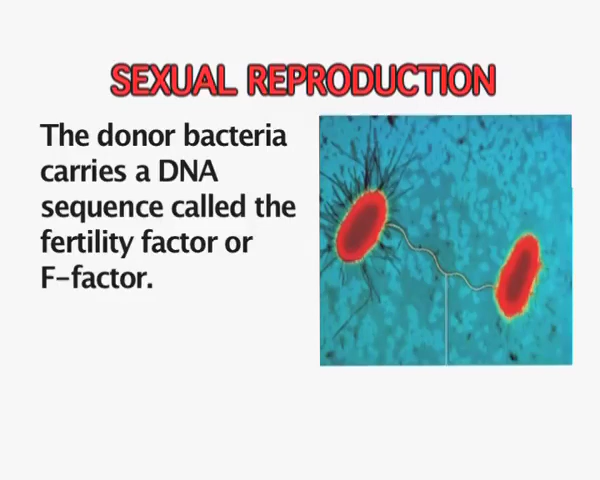 SEXUAL REPRODUCTION
The donor bacteria
carries a DNA
sequence called the
fertility factor or
F-factor.